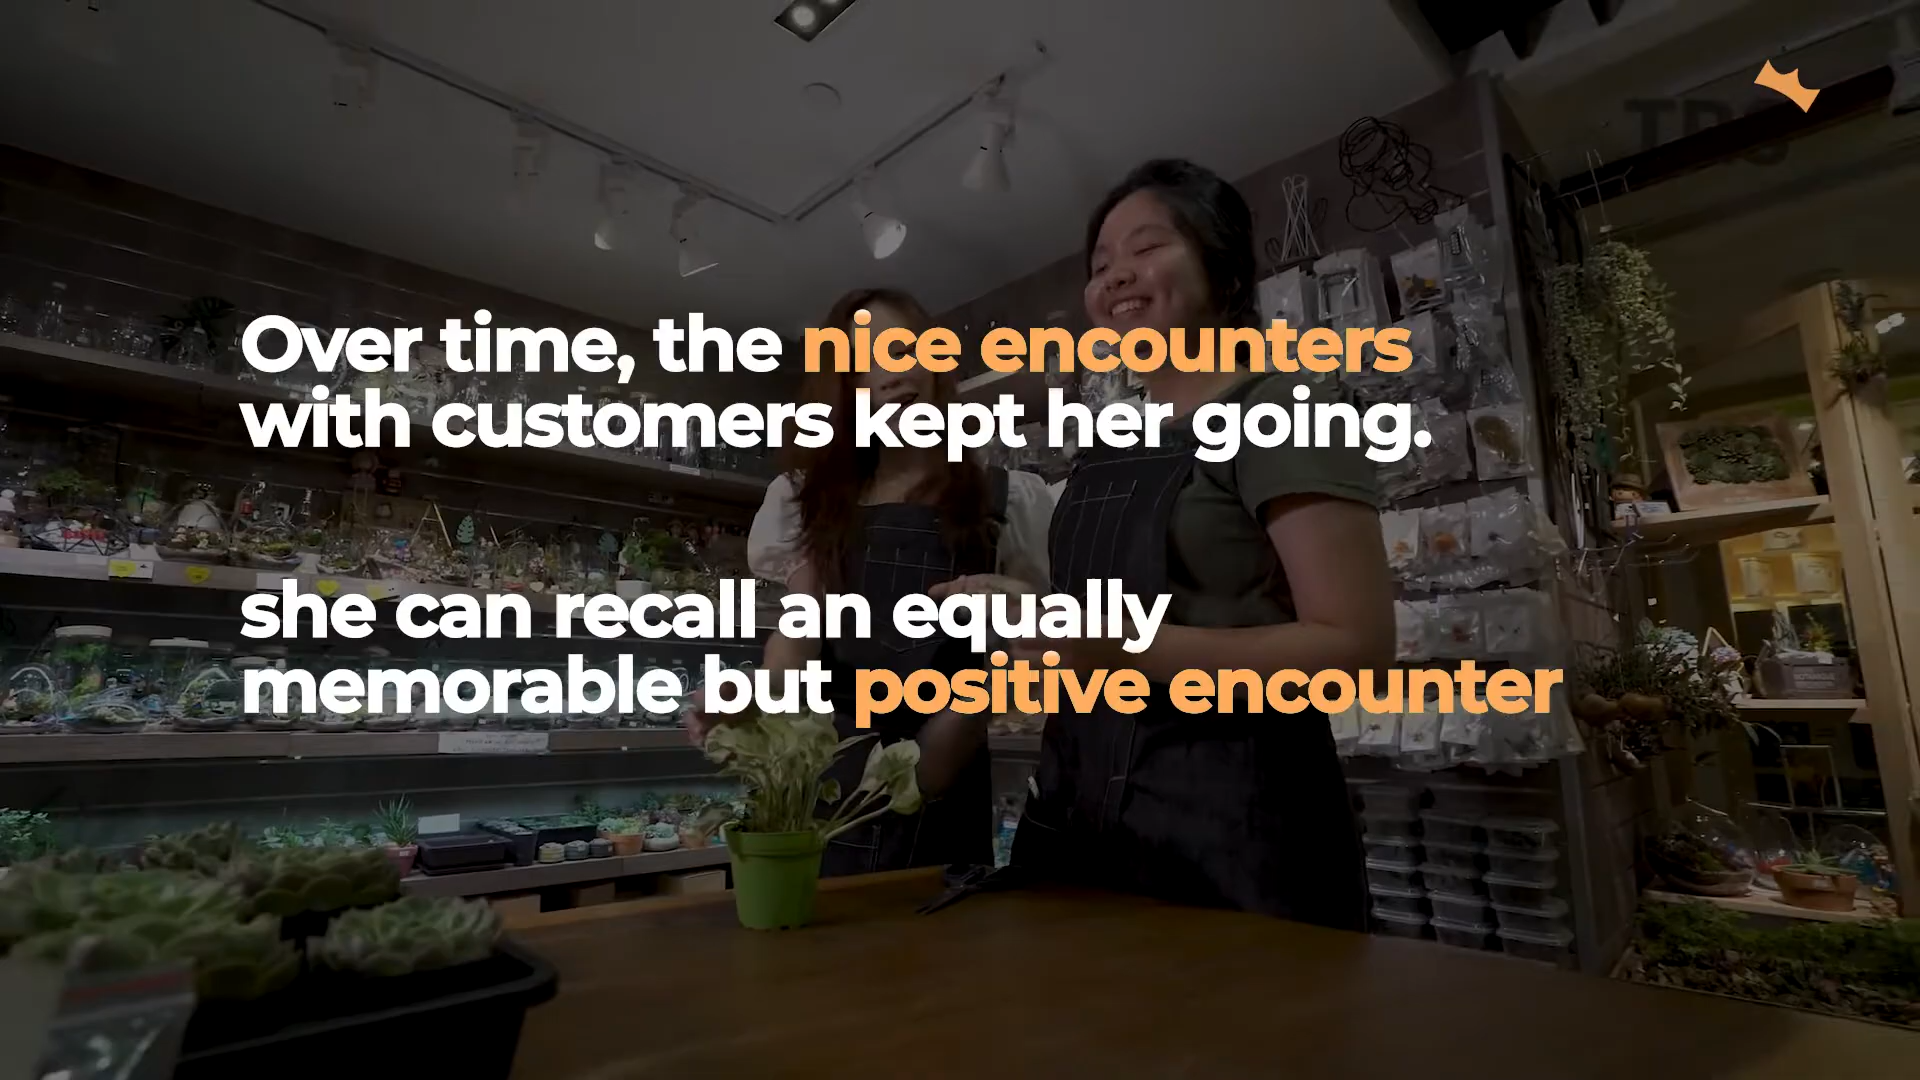 Over time, the nice encounters
with customers kept her going.
she can recall an equally
memorable but positive encounter